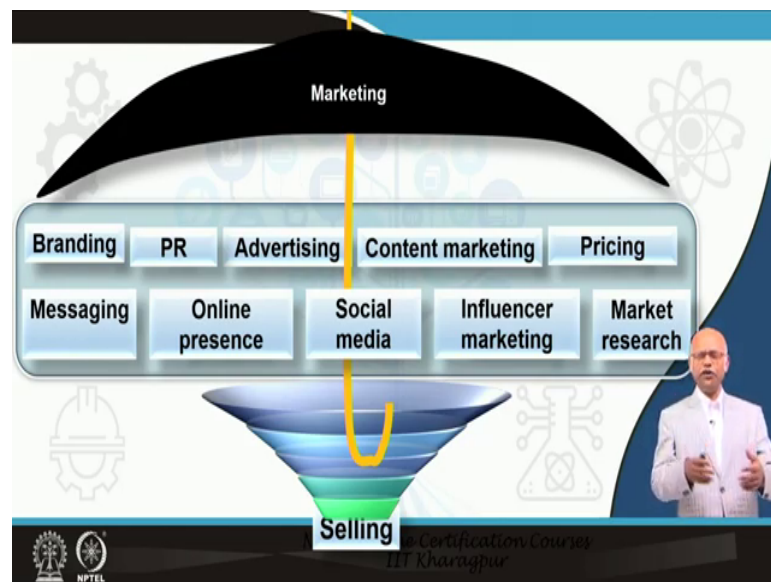 Marketing
Branding
PR
Advertising
Content marketing
Pricing
Messaging
Online
presence
Social
media
Influencer
marketing
Market
research
Selling
Certification Courses
IIT Kharagpur
NPTEL